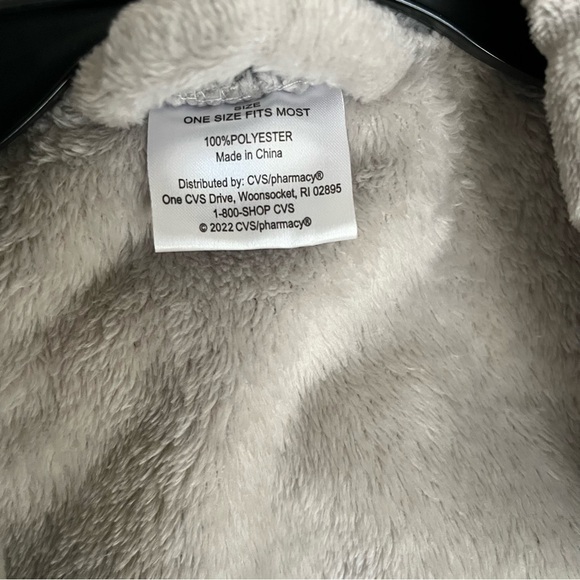 SIZE
ONE SIZE FITS MOST
100%POLYESTER
Made in China
Distributed by: CVS/pharmacy®
One CVS Drive, Woonsocket, RI 02895
1-800-SHOP CVS
© 2022 CVS/pharmacy®